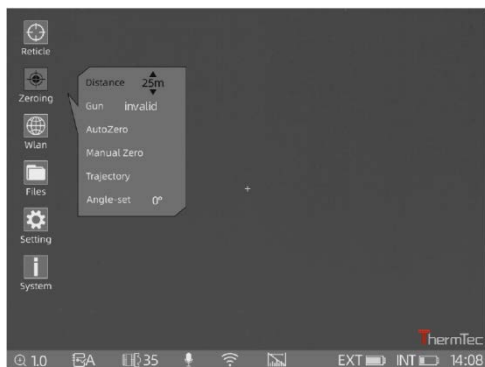 Reticle
Zeroing
Wlan
Files
Setting
System
Distance 25m
Gun invalid
AutoZero
Manual Zero
Trajectory
Angle-set 0°
ThermTec
1.0 A 35 EXT INT 14:08